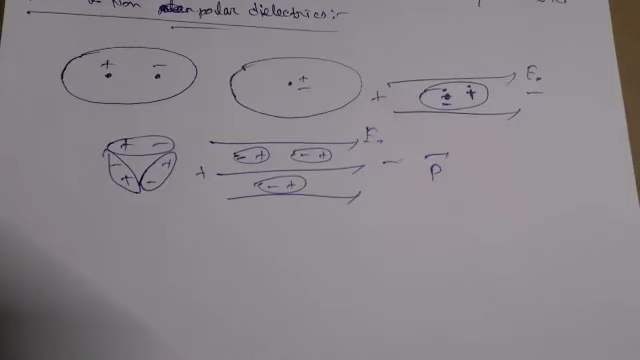 & Non polar dielectrics:-
+ - + - + - + E₀
+ - - + - + E₀
- + + - + - + - P